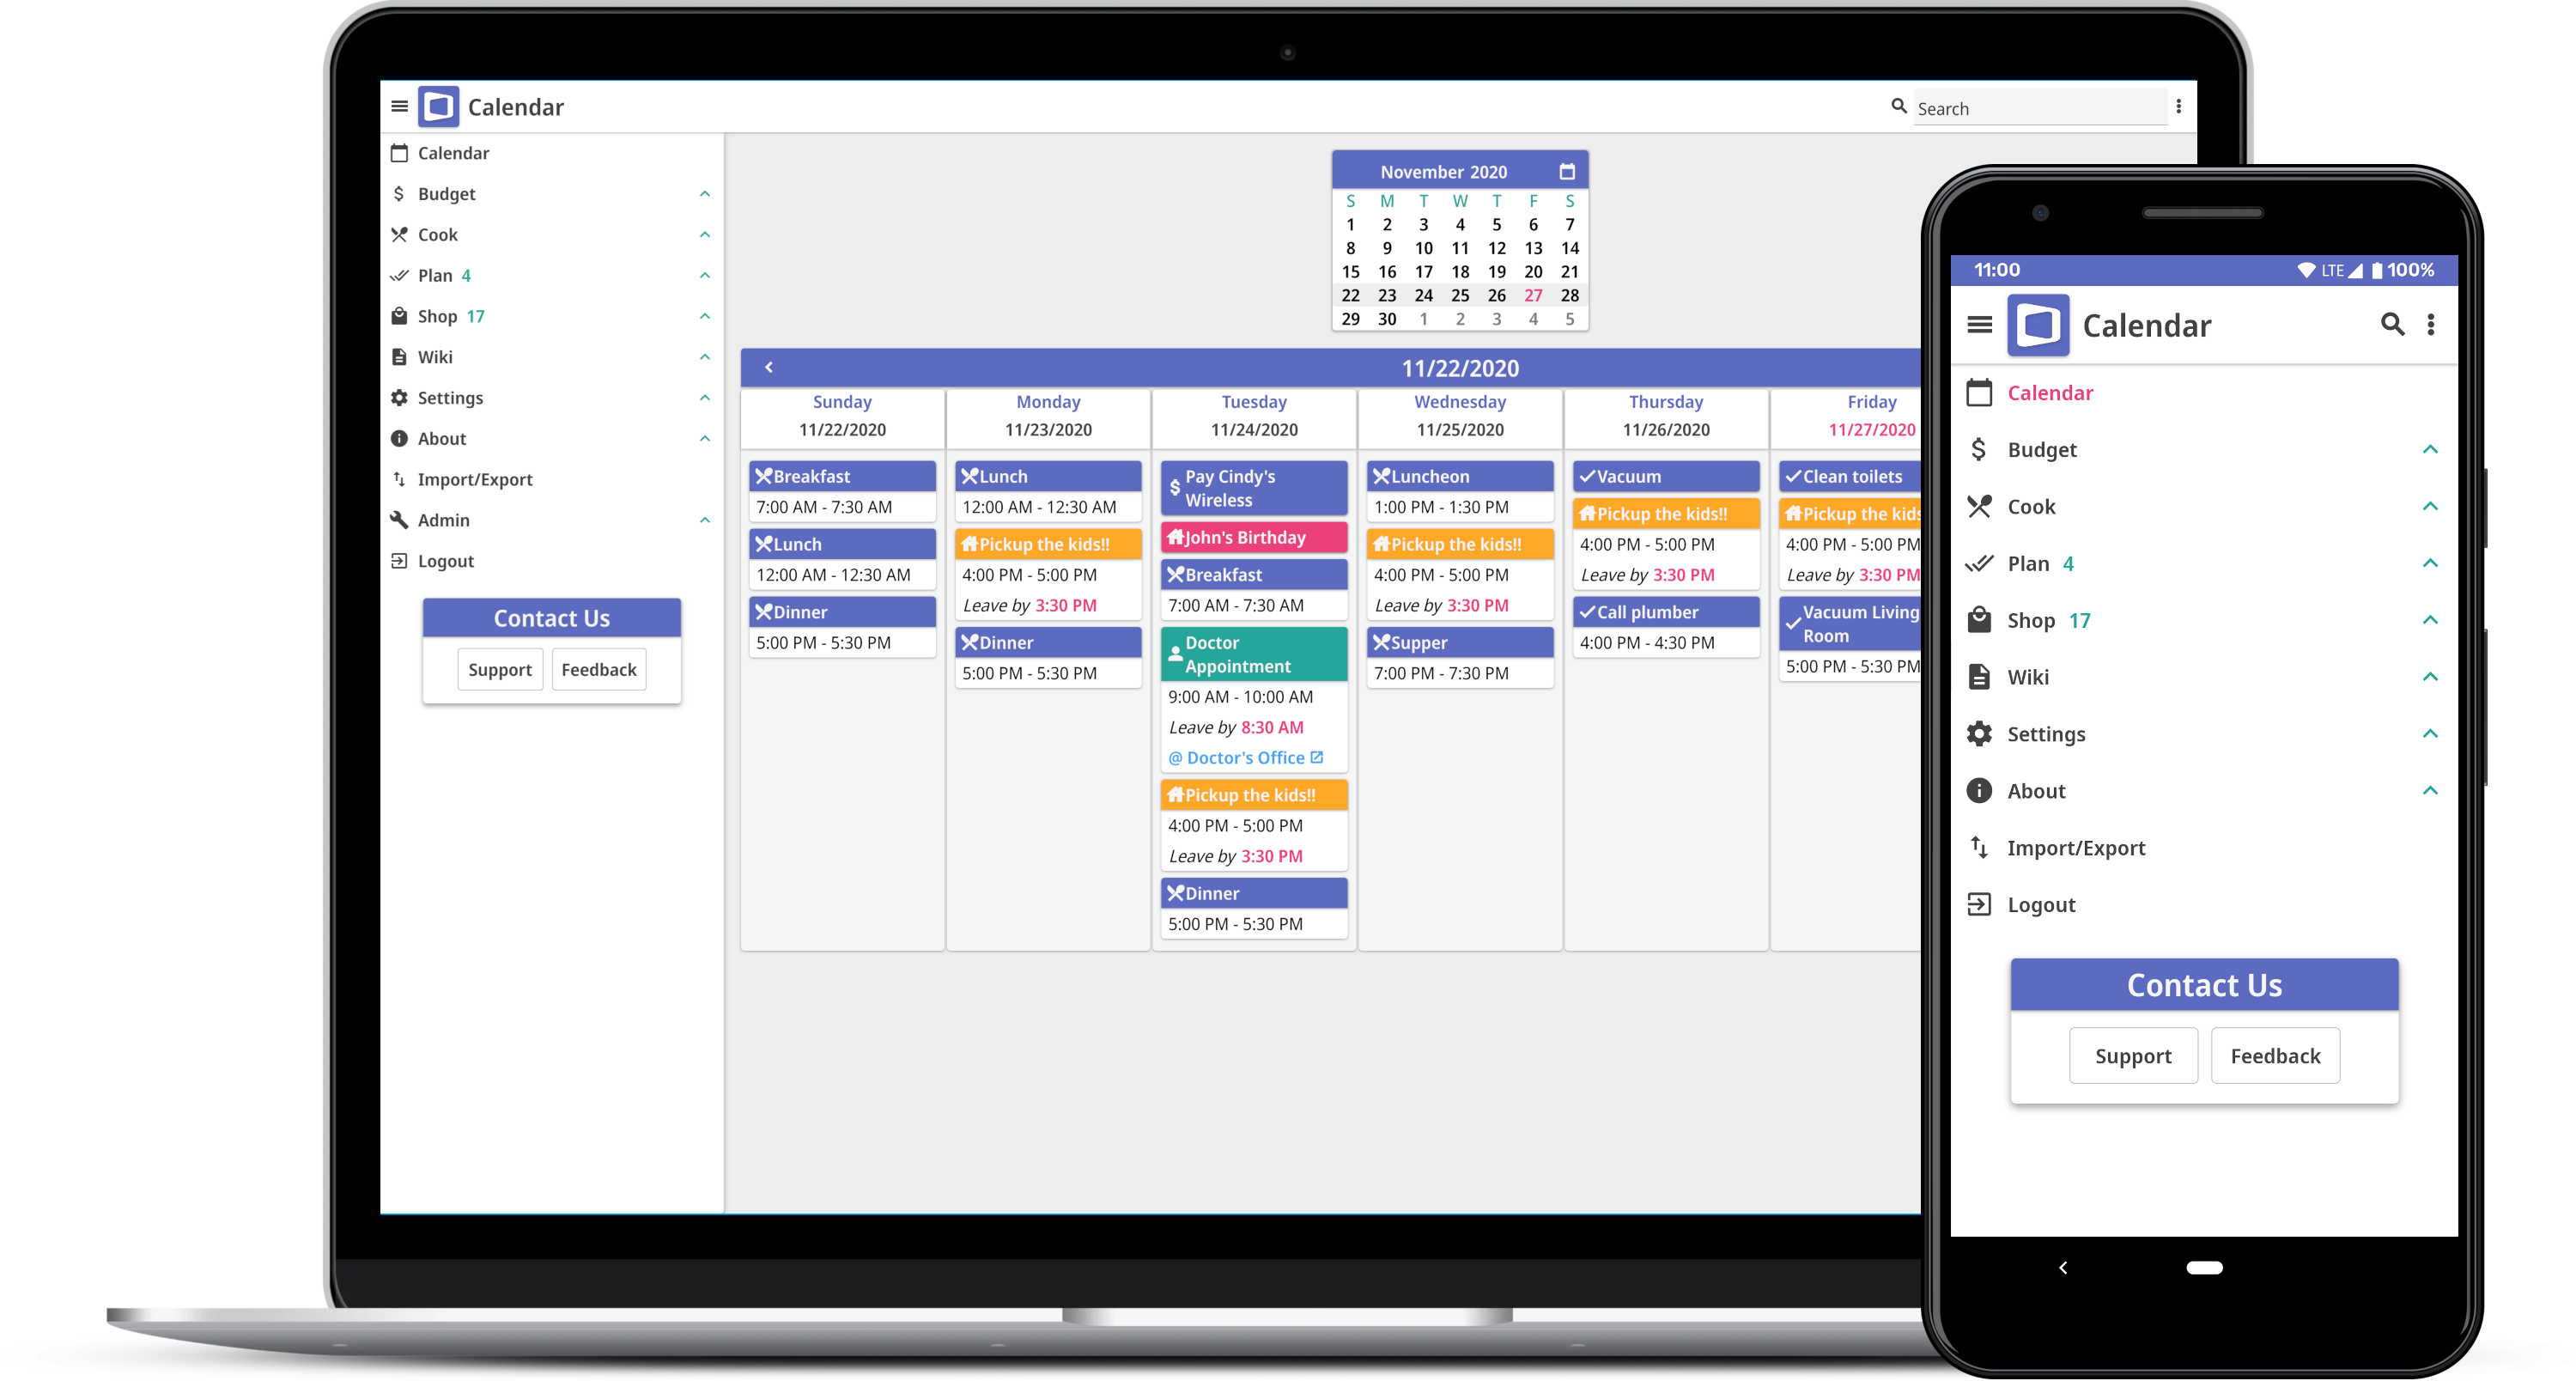 Calendar
Search
Calendar
Budget
Cook
Plan 4
Shop 17
Wiki
Settings
About
Import/Export
Admin
Logout
Contact Us
Support Feedback
November 2020
S M T W T F S
1 2 3 4 5 6 7
8 9 10 11 12 13 14
15 16 17 18 19 20 21
22 23 24 25 26 27 28
29 30 1 2 3 4 5
11/22/2020
Sunday
11/22/2020
Breakfast
7:00 AM - 7:30 AM
Lunch
12:00 AM - 12:30 AM
Dinner
5:00 PM - 5:30 PM
Monday
11/23/2020
Lunch
12:00 AM - 12:30 AM
Pickup the kids!!
4:00 PM - 5:00 PM
Leave by 3:30 PM
Dinner
5:00 PM - 5:30 PM
Tuesday
11/24/2020
$ Pay Cindy's
Wireless
John's Birthday
Breakfast
7:00 AM - 7:30 AM
Doctor
Appointment
9:00 AM - 10:00 AM
Leave by 8:30 AM
@ Doctor's Office
Pickup the kids!!
4:00 PM - 5:00 PM
Leave by 3:30 PM
Dinner
5:00 PM - 5:30 PM
Wednesday
11/25/2020
Luncheon
1:00 PM - 1:30 PM
Pickup the kids!!
4:00 PM - 5:00 PM
Leave by 3:30 PM
Supper
7:00 PM - 7:30 PM
Thursday
11/26/2020
Vacuum
Pickup the kids!!
4:00 PM - 5:00 PM
Leave by 3:30 PM
Call plumber
4:00 PM - 4:30 PM
Friday
11/27/2020
Clean toilets
Pickup the kids
4:00 PM - 5:00 PM
Leave by 3:30 PM
Vacuum Living
Room
5:00 PM - 5:30 PM
11:00 LTE 100%
Calendar
Calendar
$ Budget
Cook
Plan 4
Shop 17
Wiki
Settings
About
Import/Export
Logout
Contact Us
Support Feedback